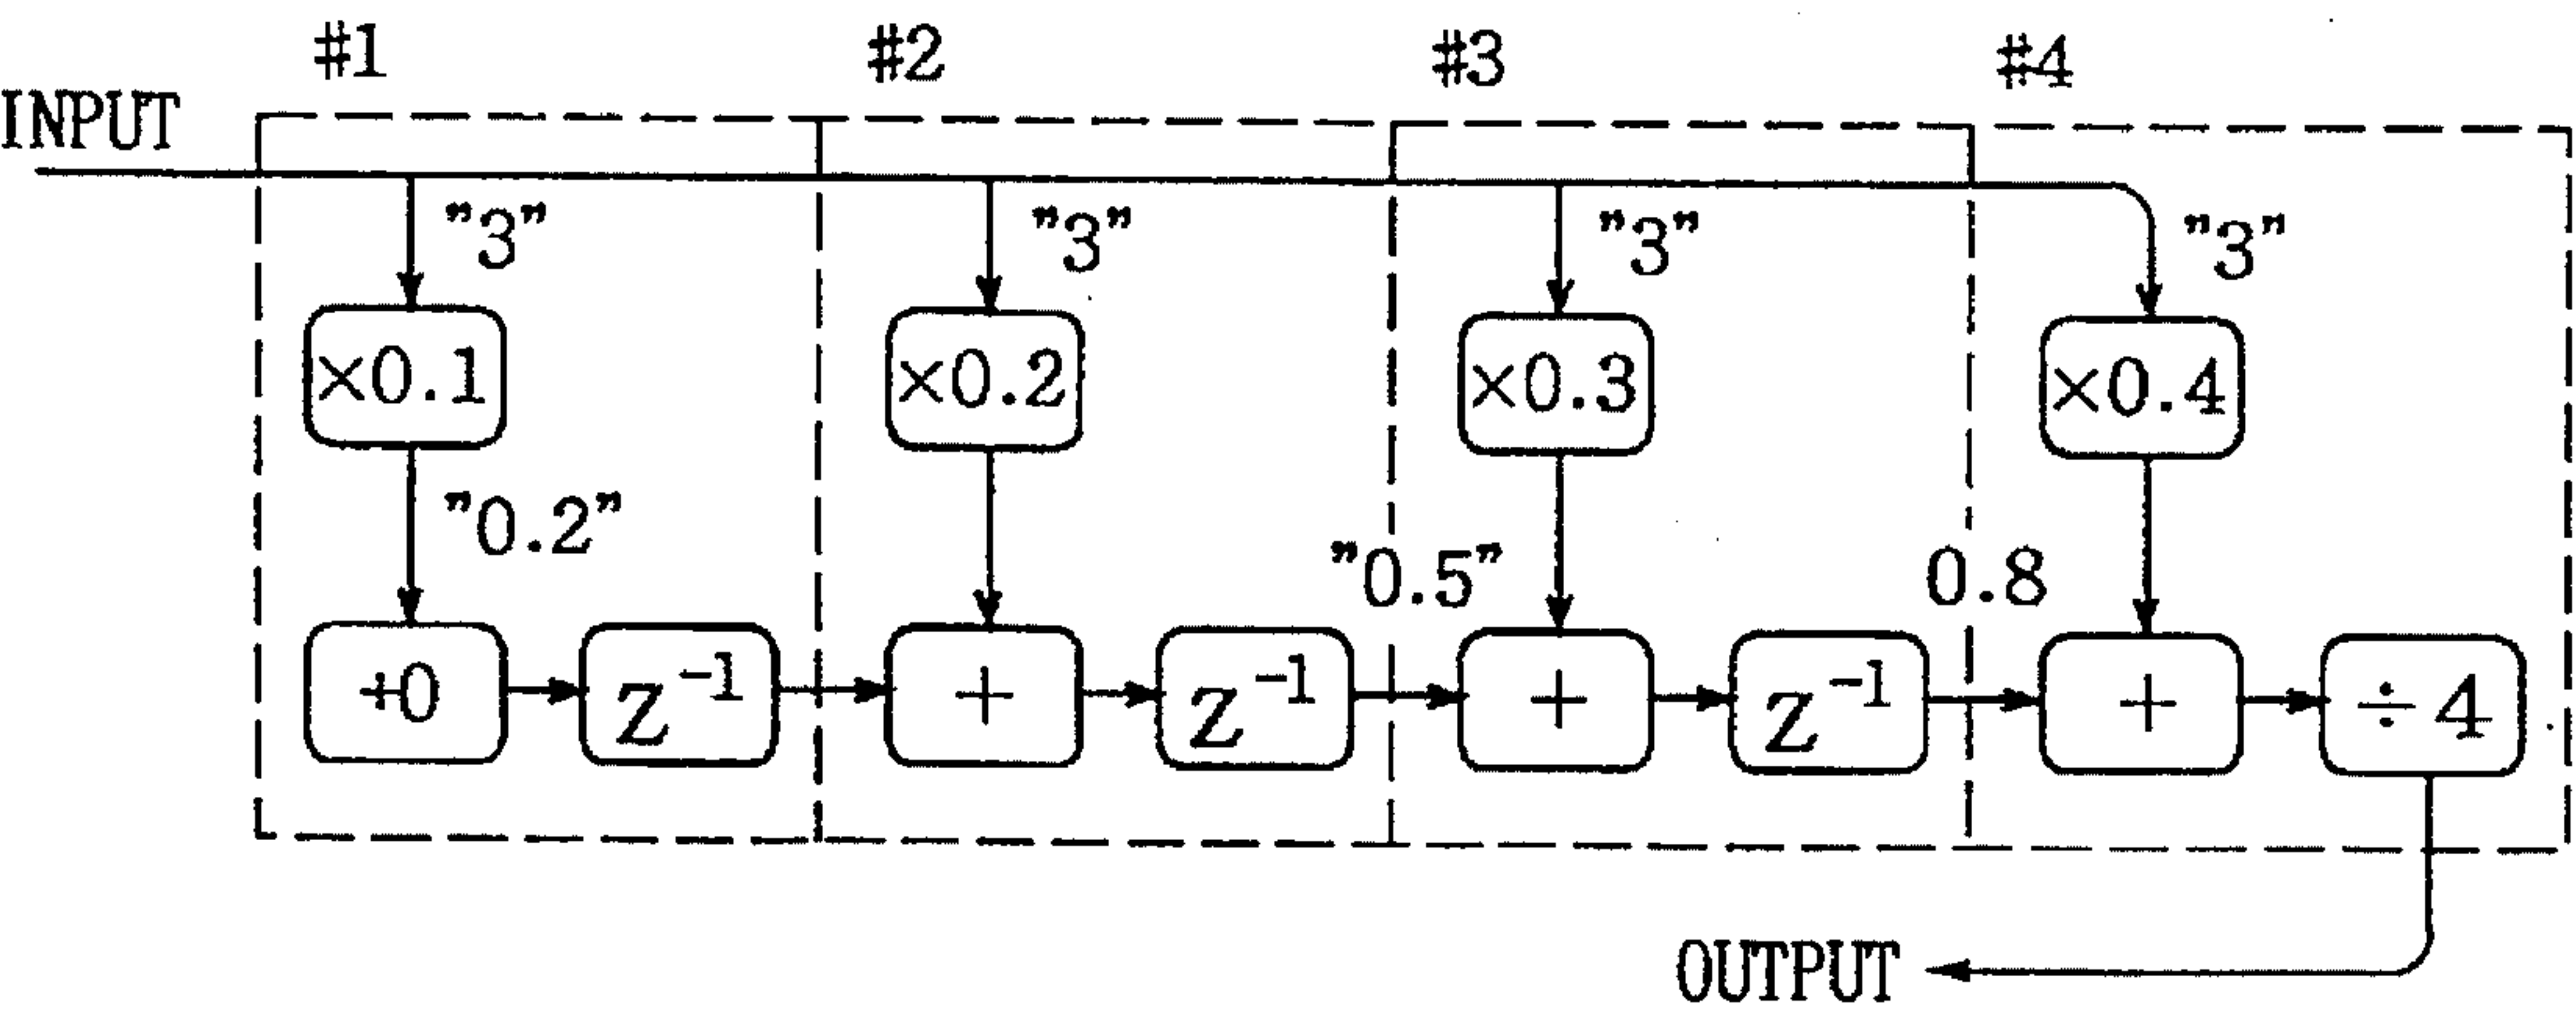 #1 #2 #3 #4
INPUT
"3" "3" "3" "3"
×0.1 ×0.2 ×0.3 ×0.4
"0.2" "0.5" 0.8
+0 Z⁻¹ + Z⁻¹ + Z⁻¹ + ÷4
OUTPUT